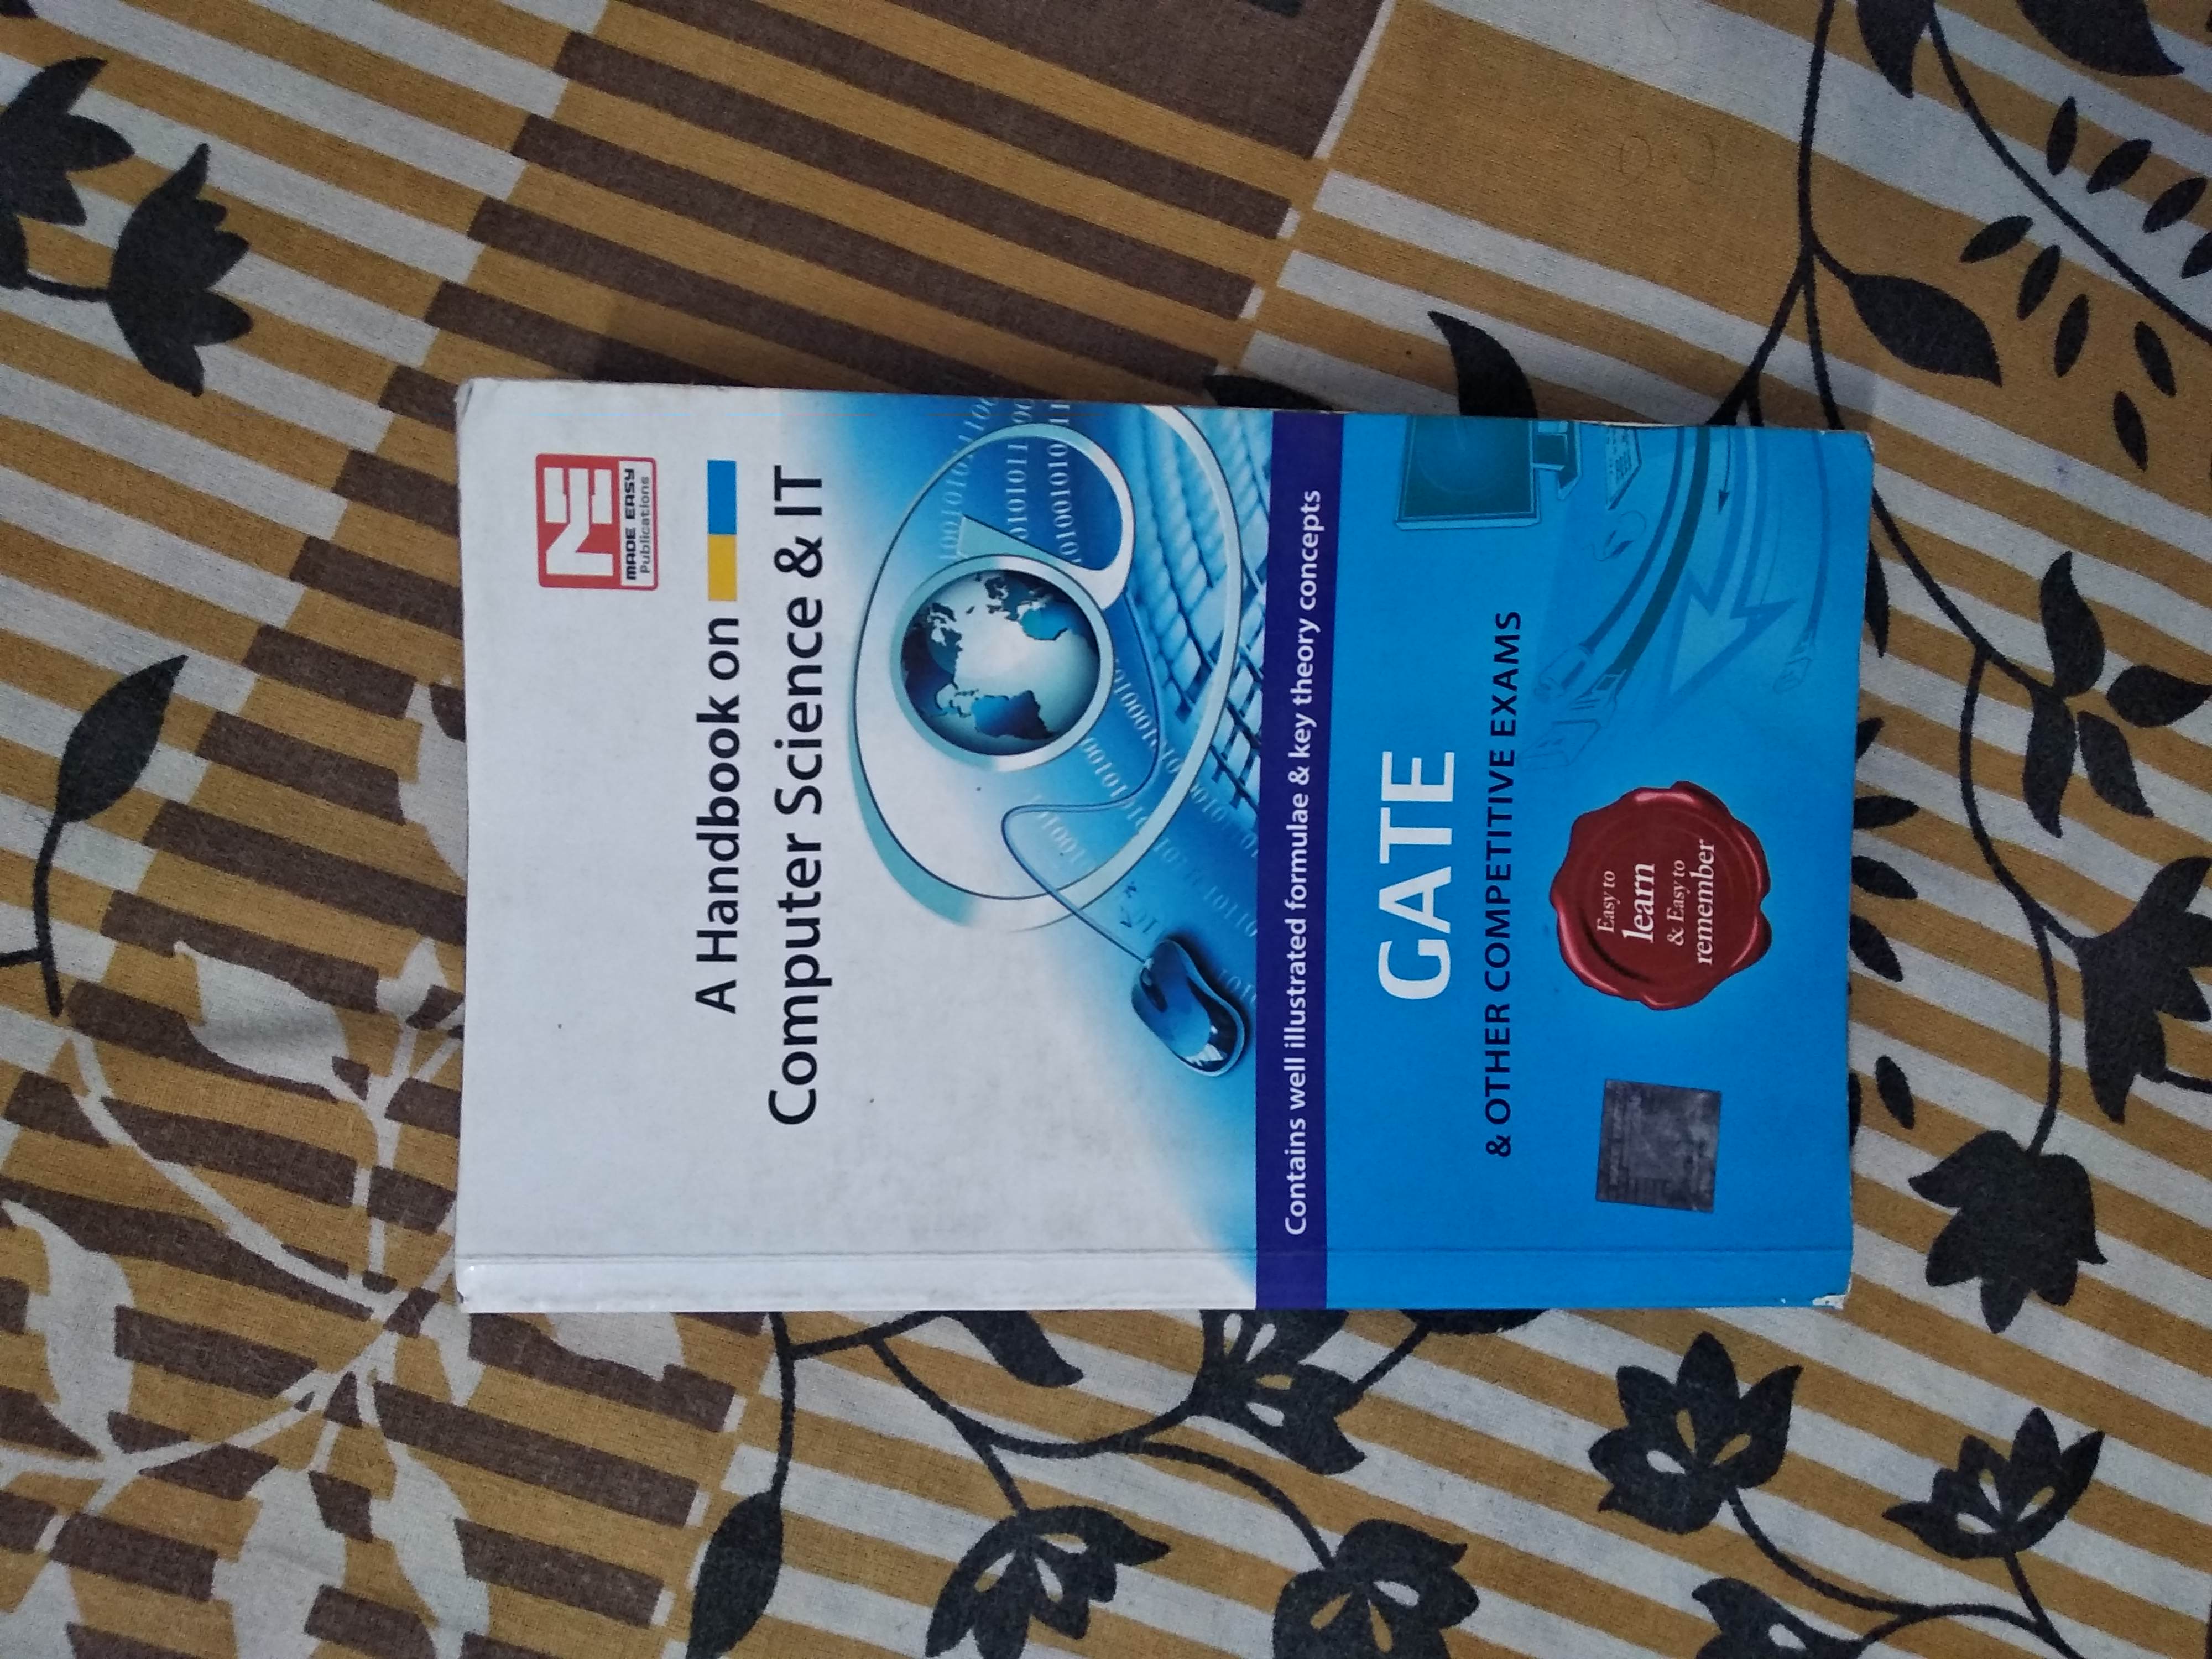 ME
MADE EASY
Publications
A Handbook on
Computer Science & IT
Contains well illustrated formulae & key theory concepts
GATE
& OTHER COMPETITIVE EXAMS
Easy to
learn
& Easy to
remember